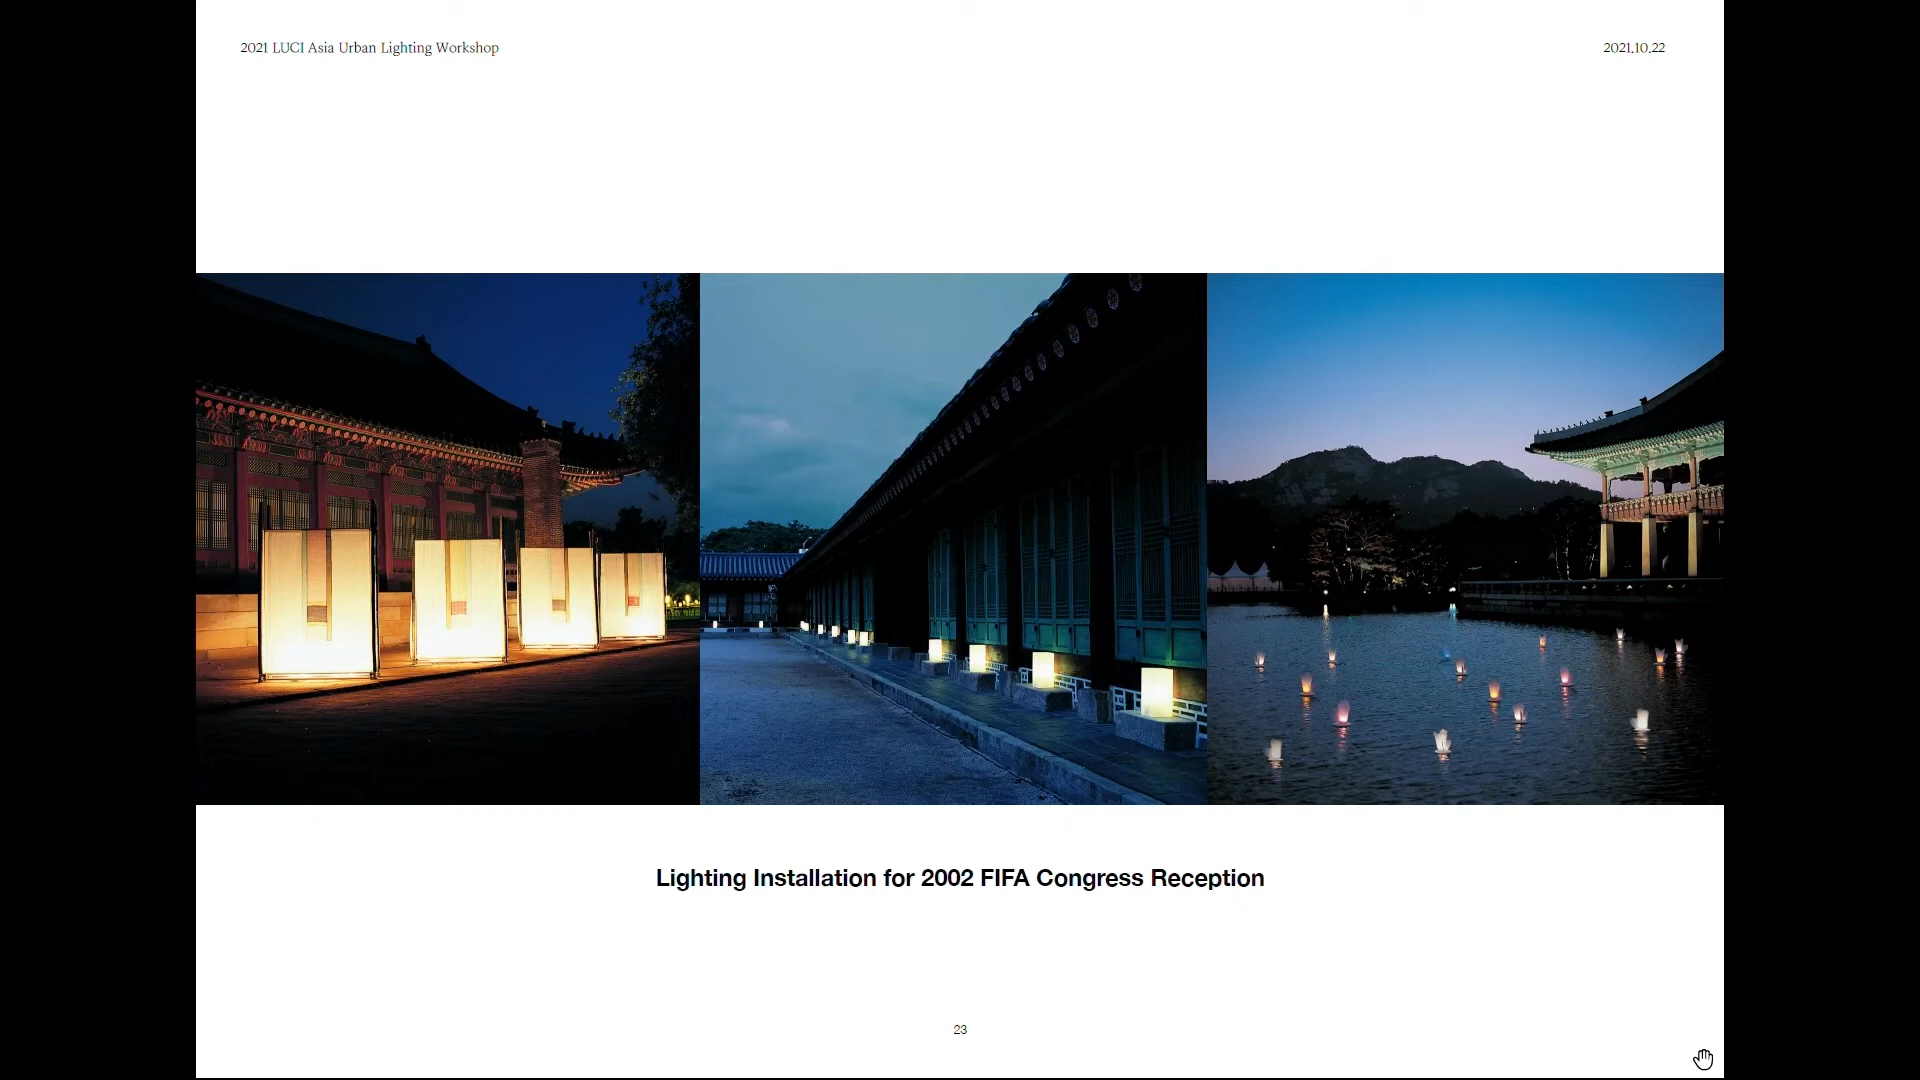 2021 LUCI Asia Urban Lighting Workshop
2021.10.22
Lighting Installation for 2002 FIFA Congress Reception
23